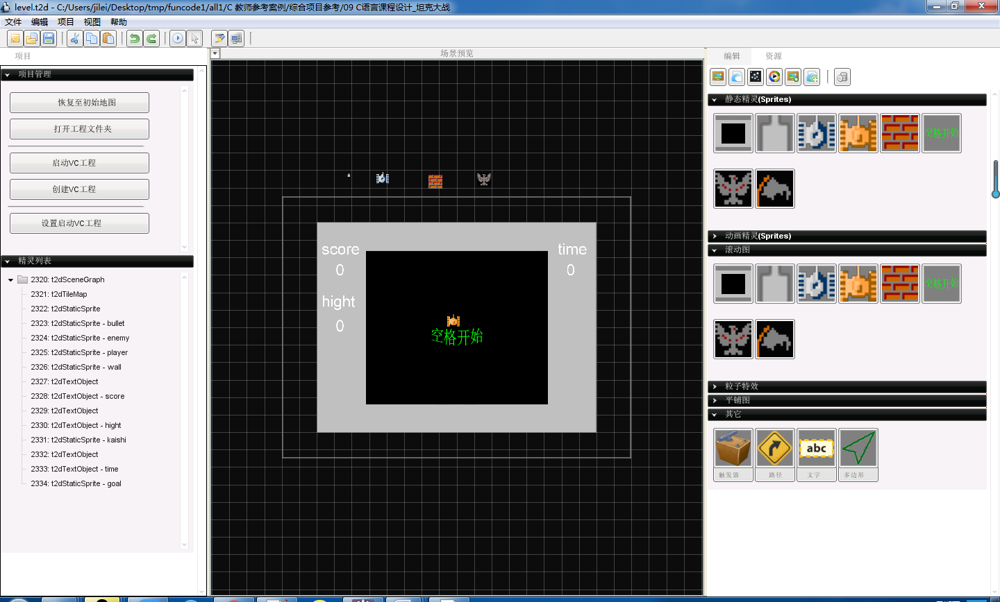 level.t2d - C:/Users/jilei/Desktop/tmp/funcode1/all1/C 教师参考案例/综合项目参考/09 C语言课程设计_坦克大战
文件 编辑 项目 视图 帮助
项目
项目管理
恢复至初始地图
打开工程文件夹
启动VC工程
创建VC工程
设置启动VC工程
精灵列表
2320: t2dSceneGraph
2321: t2dTileMap
2322: t2dStaticSprite
2323: t2dStaticSprite - bullet
2324: t2dStaticSprite - enemy
2325: t2dStaticSprite - player
2326: t2dStaticSprite - wall
2327: t2dTextObject
2328: t2dTextObject - score
2329: t2dTextObject
2330: t2dTextObject - hight
2331: t2dStaticSprite - kaishi
2332: t2dTextObject
2333: t2dTextObject - time
2334: t2dStaticSprite - goal
场景预览
score
0
hight
0
time
0
空格开始
编辑 资源
静态精灵(Sprites)
空格开始
动画精灵(Sprites)
滚动图
空格开始
粒子特效
平铺图
其它
abc
触发器 路径 文字 多边形